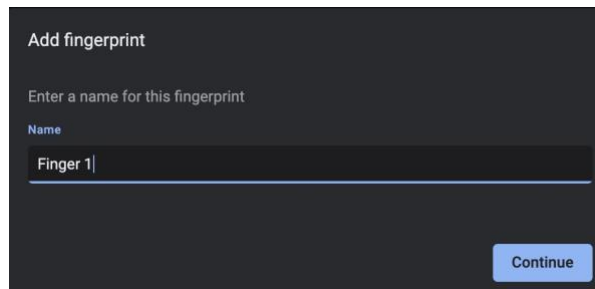 Add fingerprint
Enter a name for this fingerprint
Name
Finger 1
Continue